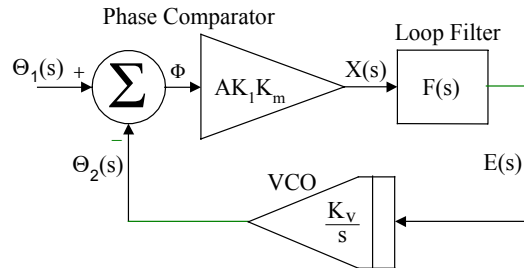 Phase Comparator
Loop Filter
Θ₁(s)
+
Σ
Φ
AK₁Kₘ
X(s)
F(s)
−
Θ₂(s)
E(s)
VCO
Kᵥ
s